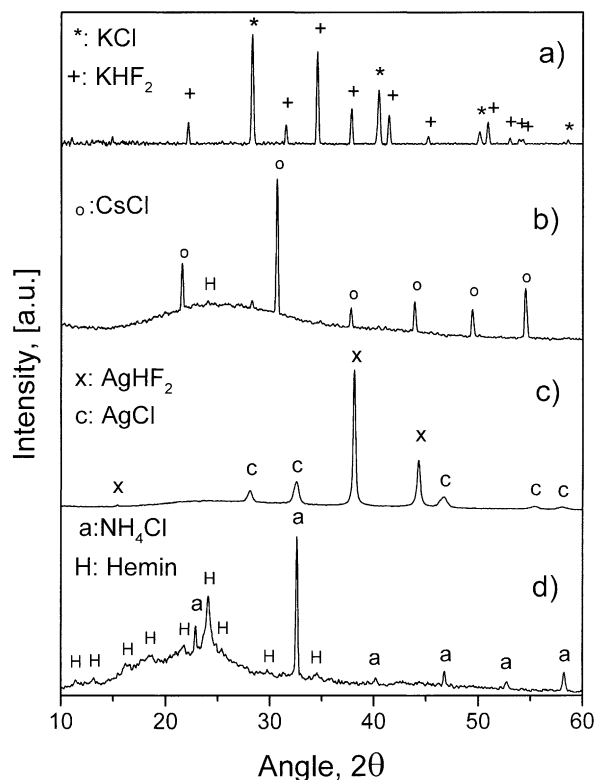 *: KCl
+: KHF₂
a)
*
+
+
+
+
*
+
+
*
+
+
+
+
*
o:CsCl
b)
o
H
o
o
o
o
o
x: AgHF₂
c: AgCl
c)
x
c
c
x
x
c
c
c
a:NH₄Cl
H: Hemin
d)
H
H
H
H
H
a
H
H
H
a
H
a
a
a
a
Intensity, [a.u.]
10 20 30 40 50 60
Angle, 2θ